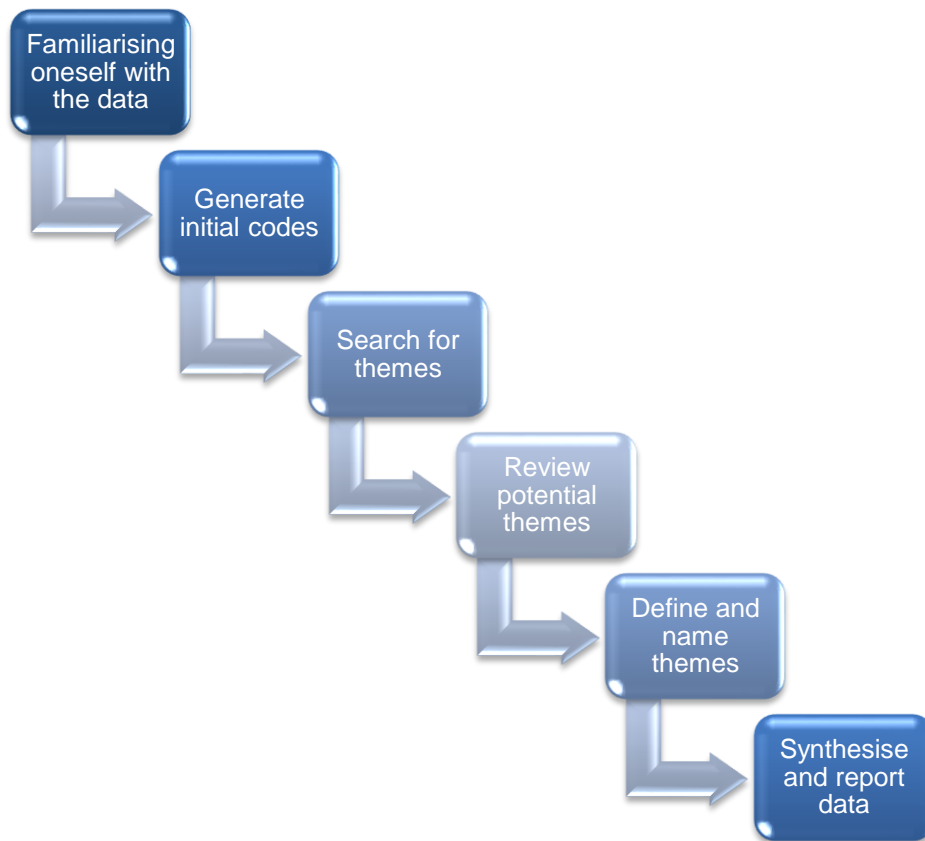 Familiarising
oneself with
the data
Generate
initial codes
Search for
themes
Review
potential
themes
Define and
name
themes
Synthesise
and report
data